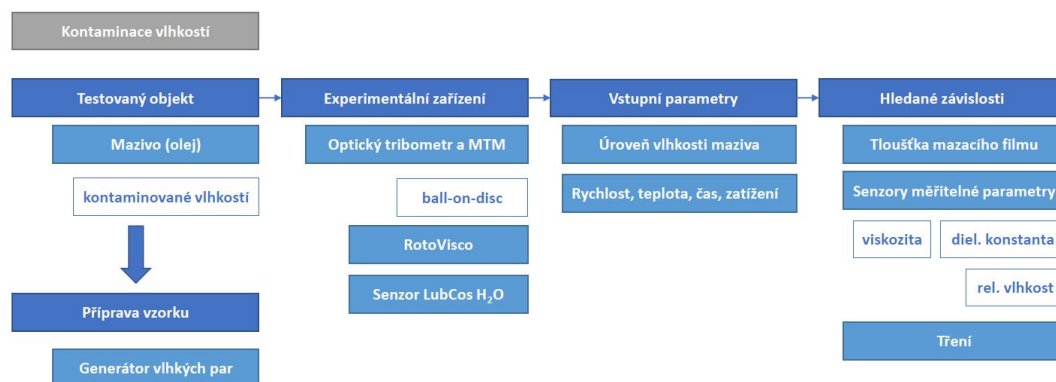 Kontaminace vlhkostí
Testovaný objekt
Mazivo (olej)
kontaminované vlhkostí
Příprava vzorku
Generátor vlhkých par
Experimentální zařízení
Optický tribometr a MTM
ball-on-disc
RotoVisco
Senzor LubCos H₂O
Vstupní parametry
Úroveň vlhkosti maziva
Rychlost, teplota, čas, zatížení
Hledané závislosti
Tloušťka mazacího filmu
Senzory měřitelné parametry
viskozita
diel. konstanta
rel. vlhkost
Tření